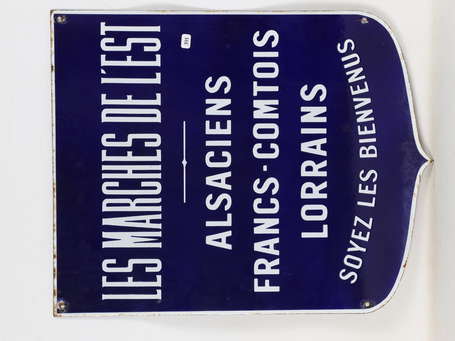 LES MARCHES DE L'EST
ALSACIENS
FRANCS-COMTOIS
LORRAINS
SOYEZ LES BIENVENUS